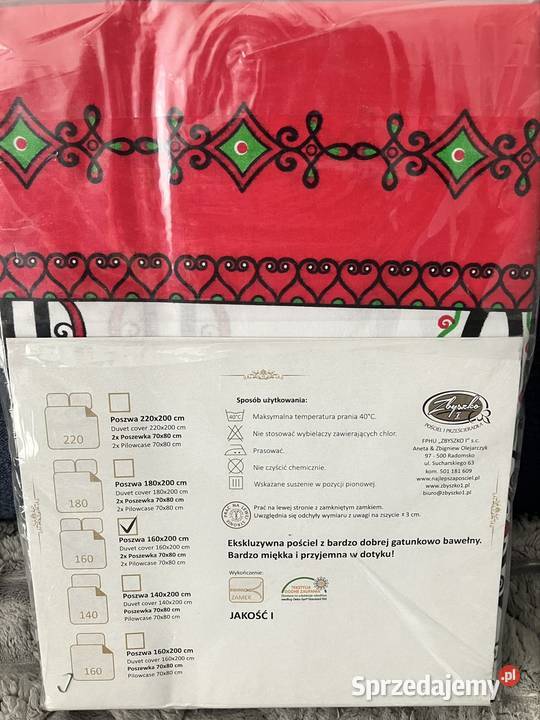 220
Poszwa 220x200 cm
Duvet cover 220x200 cm
2x Poszewka 70x80 cm
2x Pillowcase 70x80 cm
180
Poszwa 180x200 cm
Duvet cover 180x200 cm
2x Poszewka 70x80 cm
2x Pillowcase 70x80 cm
160
Poszwa 160x200 cm
Duvet cover 160x200 cm
2x Poszewka 70x80 cm
2x Pillowcase 70x80 cm
140
Poszwa 140x200 cm
Duvet cover 140x200 cm
Poszewka 70x80 cm
Pillowcase 70x80 cm
160
Poszwa 160x200 cm
Duvet cover 160x200 cm
Poszewka 70x80 cm
Pillowcase 70x80 cm
Sposób użytkowania:
40°C
Maksymalna temperatura prania 40°C.
Nie stosować wybielaczy zawierających chlor.
Prasować.
Nie czyścić chemicznie.
Wskazane suszenie w pozycji pionowej.
Prać na lewej stronie z zamkniętym zamkiem.
Uwzględnia się odchyły wymiaru z uwagi na zszycie ± 3 cm.
Ekskluzywna pościel z bardzo dobrej gatunkowo bawełny.
Bardzo miękka i przyjemna w dotyku!
Wykończenie:
ZAMEK
TEKSTYLIA
GODNE ZAUFANIA
JAKOŚĆ I
Zbyszko
I
POŚCIEL I PRZEŚCIERADŁA
FPHU „ZBYSZKO I" s.c.
Aneta & Zbigniew Olejarczyk
97 - 500 Radomsko
ul. Sucharskiego 63
kom. 501 181 609
www.najlepszaposciel.pl
www.zbyszko1.pl
biuro@zbyszko1.pl
Sprzedajemy.pl